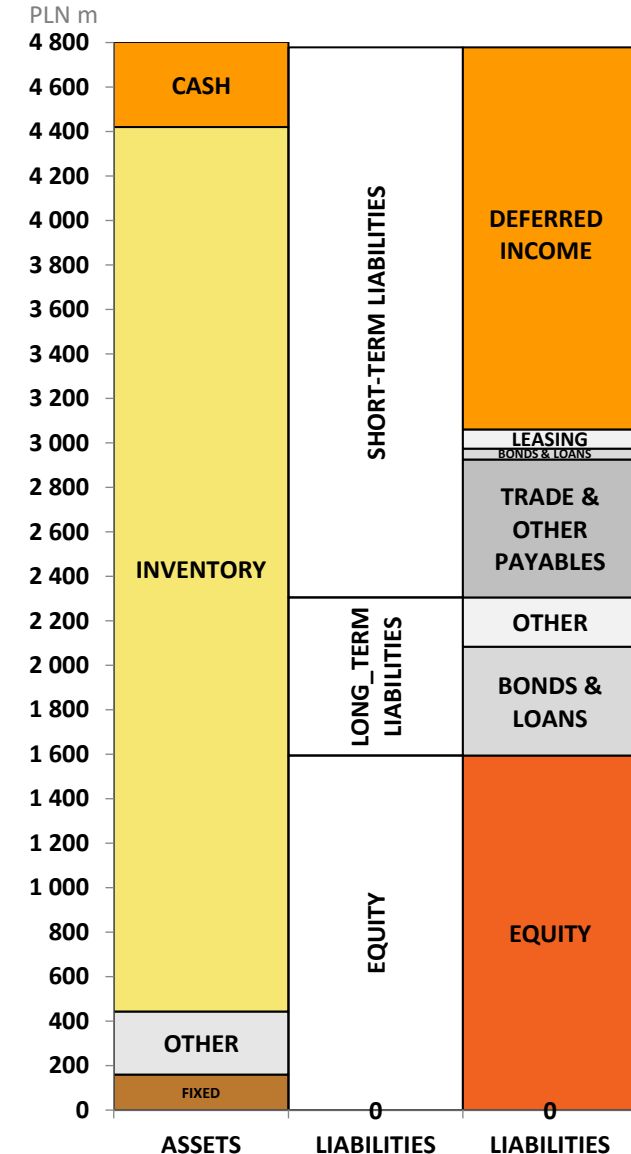 PLN m
4 800
4 600
4 400
4 200
4 000
3 800
3 600
3 400
3 200
3 000
2 800
2 600
2 400
2 200
2 000
1 800
1 600
1 400
1 200
1 000
800
600
400
200
0
CASH
INVENTORY
OTHER
FIXED
SHORT-TERM LIABILITIES
LONG_TERM
LIABILITIES
EQUITY
0
DEFERRED
INCOME
LEASING
BONDS & LOANS
TRADE &
OTHER
PAYABLES
OTHER
BONDS &
LOANS
EQUITY
0
ASSETS
LIABILITIES
LIABILITIES